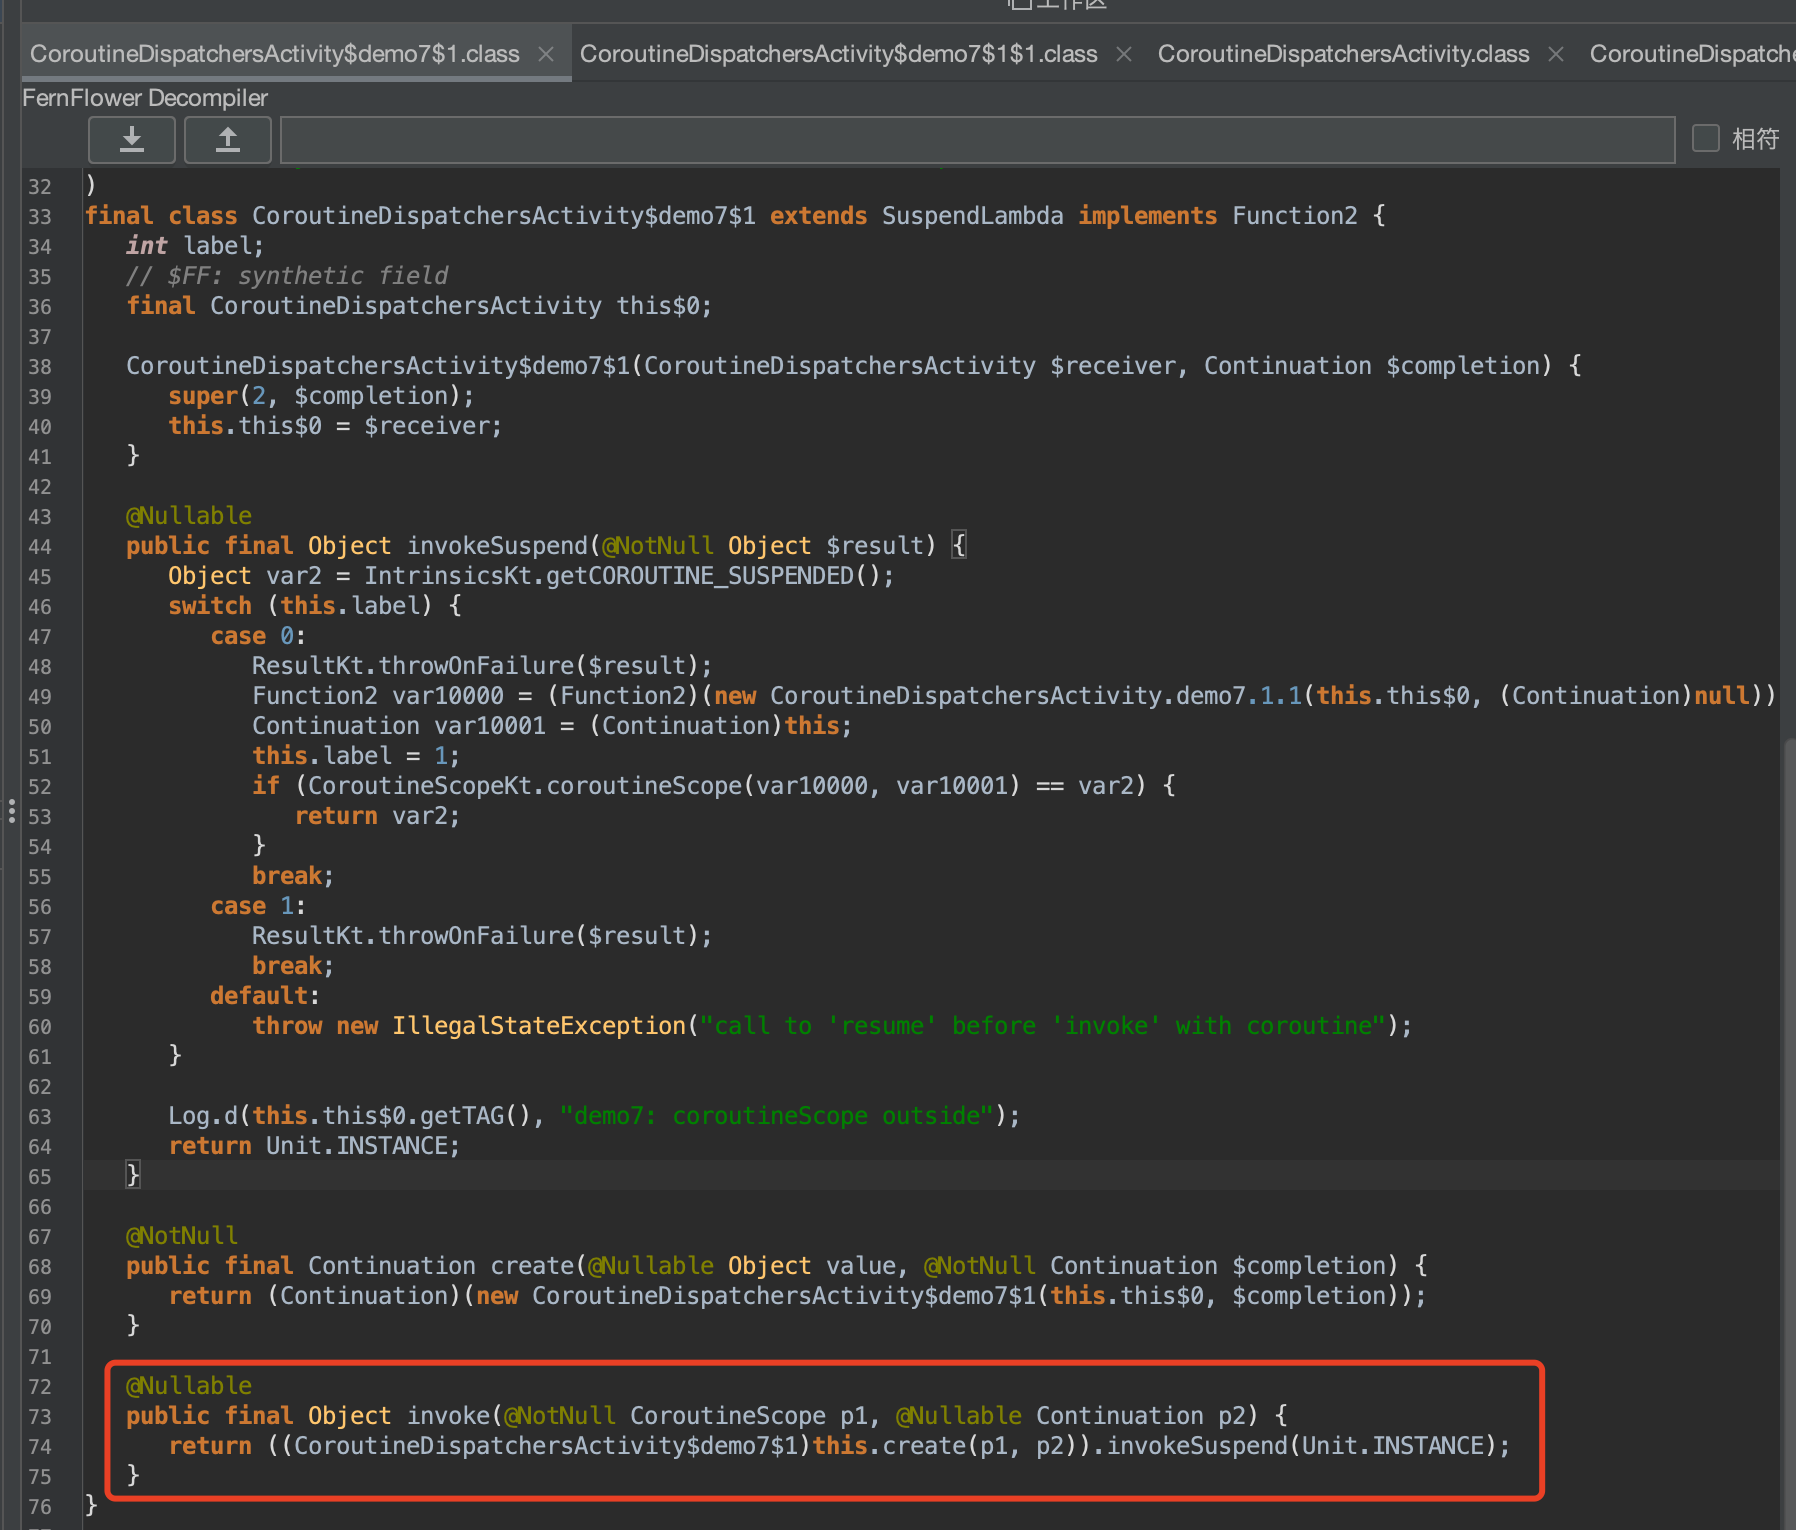 工作区
CoroutineDispatchersActivity$demo7$1.class × CoroutineDispatchersActivity$demo7$1$1.class × CoroutineDispatchersActivity.class × CoroutineDispatche
FernFlower Decompiler
相符
32 )
33 final class CoroutineDispatchersActivity$demo7$1 extends SuspendLambda implements Function2 {
34    int label;
35    // $FF: synthetic field
36    final CoroutineDispatchersActivity this$0;
37
38    CoroutineDispatchersActivity$demo7$1(CoroutineDispatchersActivity $receiver, Continuation $completion) {
39       super(2, $completion);
40       this.this$0 = $receiver;
41    }
42
43    @Nullable
44    public final Object invokeSuspend(@NotNull Object $result) {
45       Object var2 = IntrinsicsKt.getCOROUTINE_SUSPENDED();
46       switch (this.label) {
47          case 0:
48             ResultKt.throwOnFailure($result);
49             Function2 var10000 = (Function2)(new CoroutineDispatchersActivity.demo7.1.1(this.this$0, (Continuation)null))
50             Continuation var10001 = (Continuation)this;
51             this.label = 1;
52             if (CoroutineScopeKt.coroutineScope(var10000, var10001) == var2) {
53                return var2;
54             }
55             break;
56          case 1:
57             ResultKt.throwOnFailure($result);
58             break;
59          default:
60             throw new IllegalStateException("call to 'resume' before 'invoke' with coroutine");
61       }
62
63       Log.d(this.this$0.getTAG(), "demo7: coroutineScope outside");
64       return Unit.INSTANCE;
65    }
66
67    @NotNull
68    public final Continuation create(@Nullable Object value, @NotNull Continuation $completion) {
69       return (Continuation)(new CoroutineDispatchersActivity$demo7$1(this.this$0, $completion));
70    }
71
72    @Nullable
73    public final Object invoke(@NotNull CoroutineScope p1, @Nullable Continuation p2) {
74       return ((CoroutineDispatchersActivity$demo7$1)this.create(p1, p2)).invokeSuspend(Unit.INSTANCE);
75    }
76 }